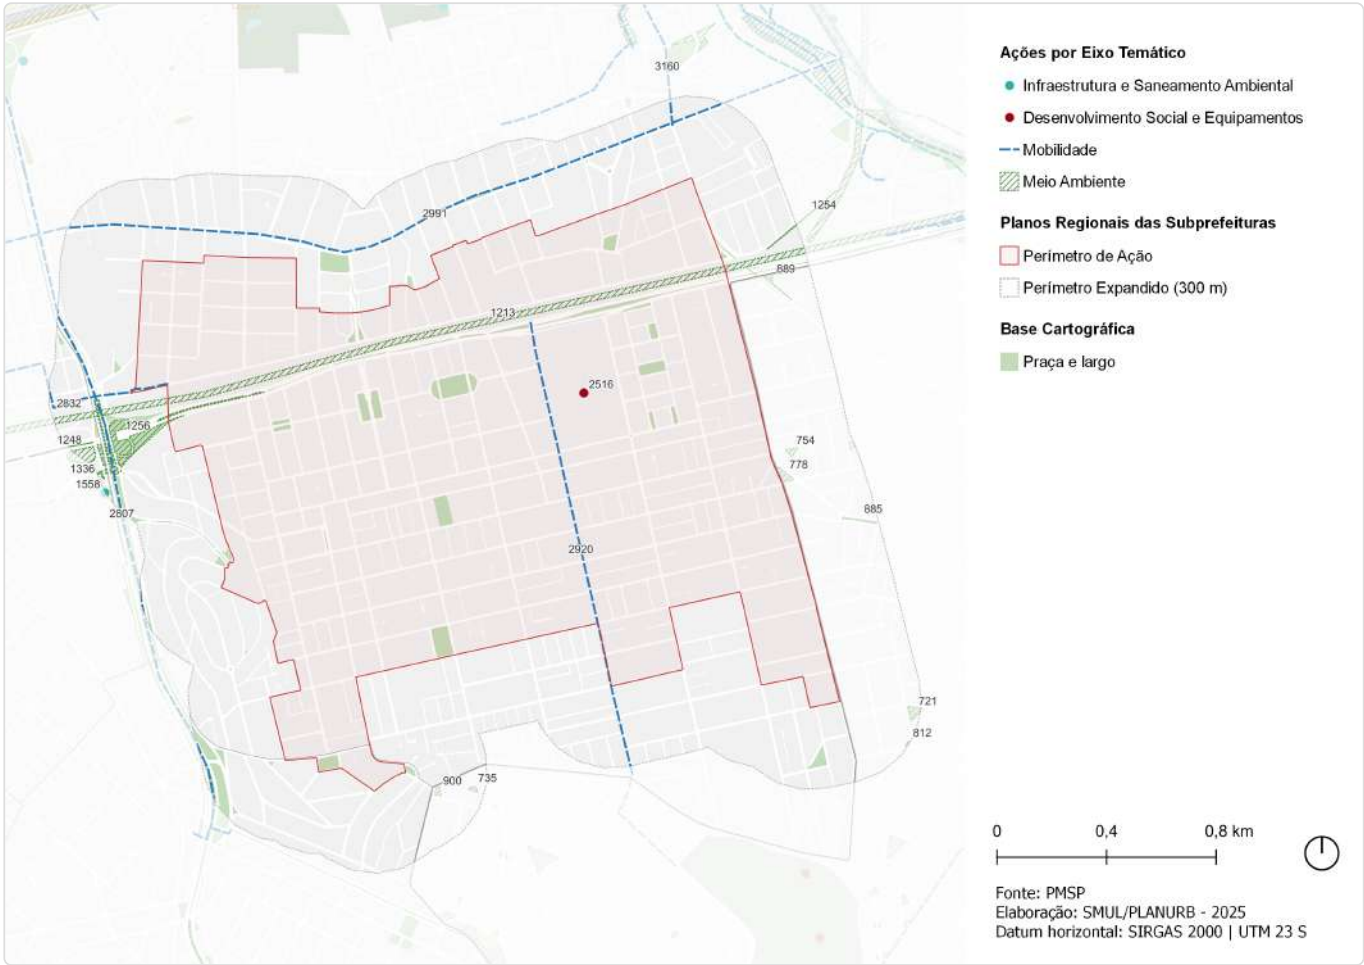 3160
2991
1254
889
1213
2516
2832
1256
1248
1336
1558
2807
754
778
885
2920
721
812
900
735
Ações por Eixo Temático
Infraestrutura e Saneamento Ambiental
Desenvolvimento Social e Equipamentos
Mobilidade
Meio Ambiente
Planos Regionais das Subprefeituras
Perímetro de Ação
Perímetro Expandido (300 m)
Base Cartográfica
Praça e largo
0 0,4 0,8 km
Fonte: PMSP
Elaboração: SMUL/PLANURB - 2025
Datum horizontal: SIRGAS 2000 | UTM 23 S